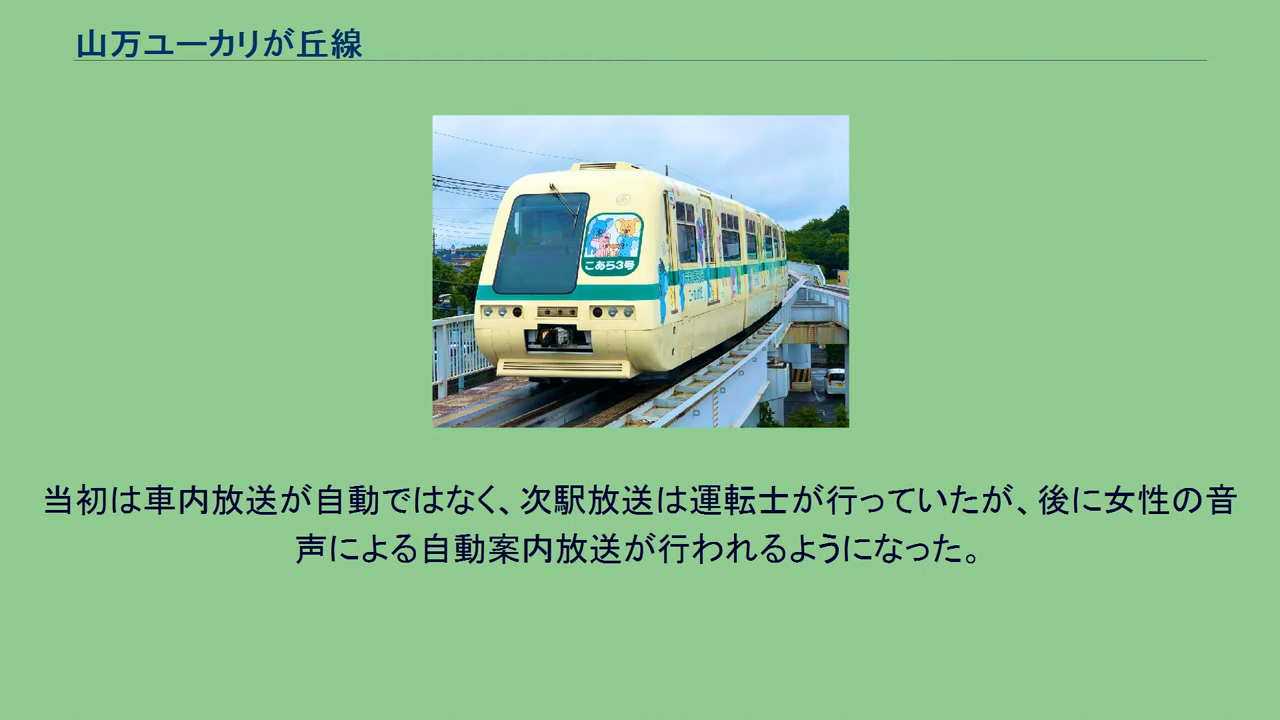 山万ユーカリが丘線
こあら3号
当初は車内放送が自動ではなく、次駅放送は運転士が行っていたが、後に女性の音
声による自動案内放送が行われるようになった。